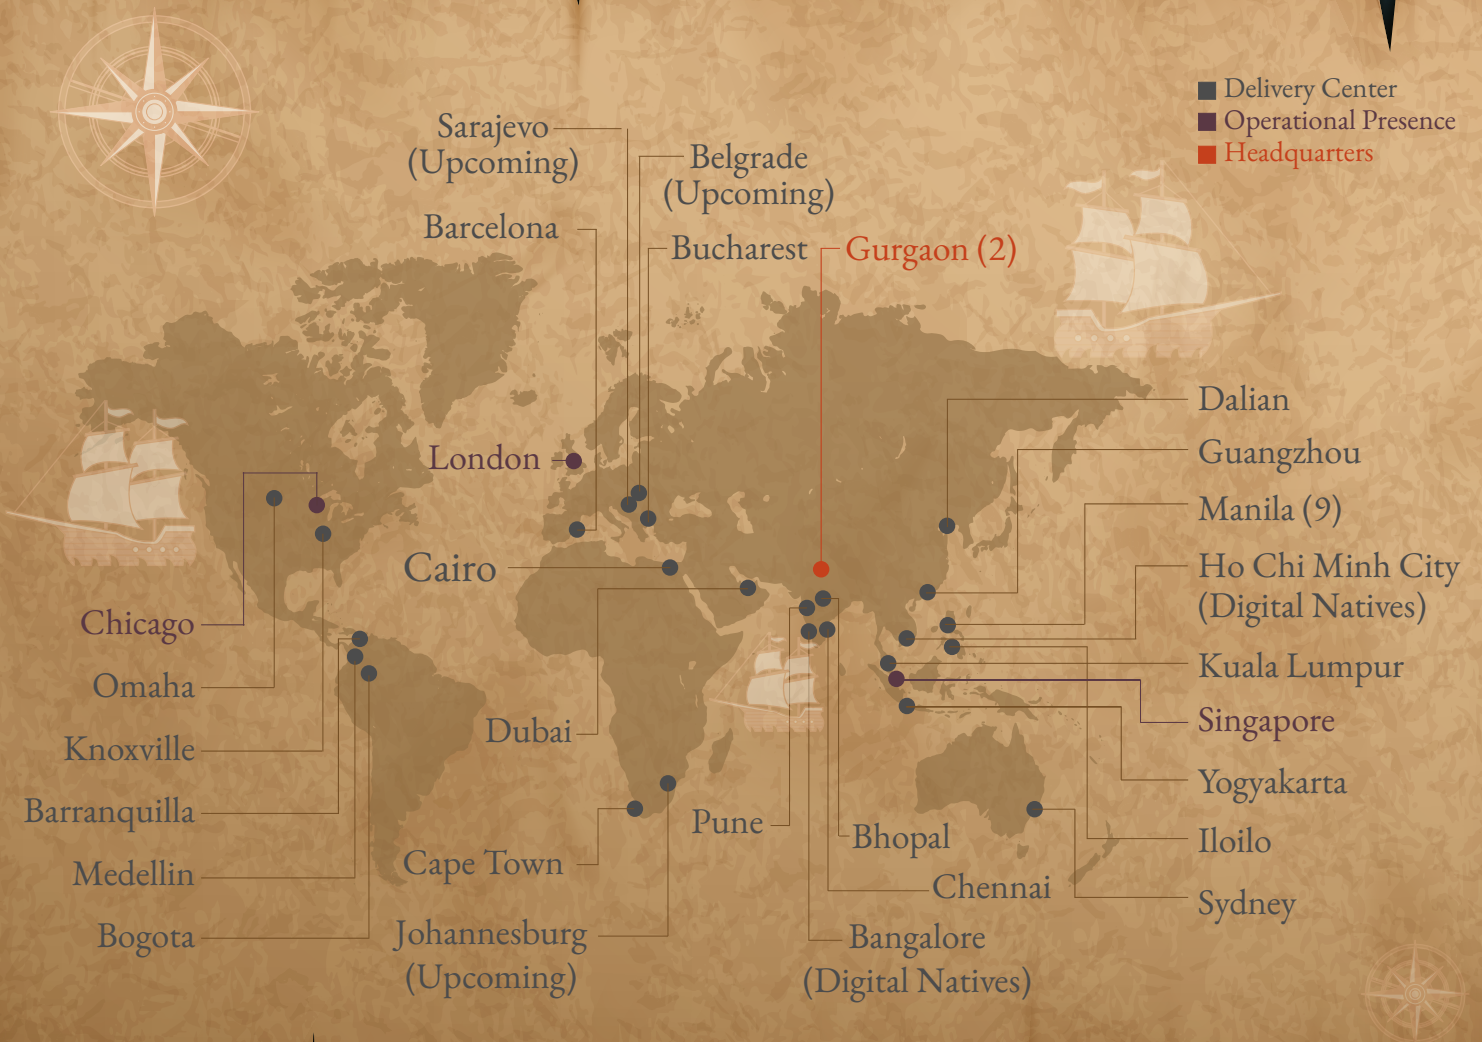 Delivery Center
Operational Presence
Headquarters
Sarajevo
(Upcoming)
Belgrade
(Upcoming)
Barcelona
Bucharest
Gurgaon (2)
London
Cairo
Dubai
Chicago
Omaha
Knoxville
Barranquilla
Medellin
Bogota
Cape Town
Johannesburg
(Upcoming)
Pune
Bhopal
Chennai
Bangalore
(Digital Natives)
Dalian
Guangzhou
Manila (9)
Ho Chi Minh City
(Digital Natives)
Kuala Lumpur
Singapore
Yogyakarta
Iloilo
Sydney